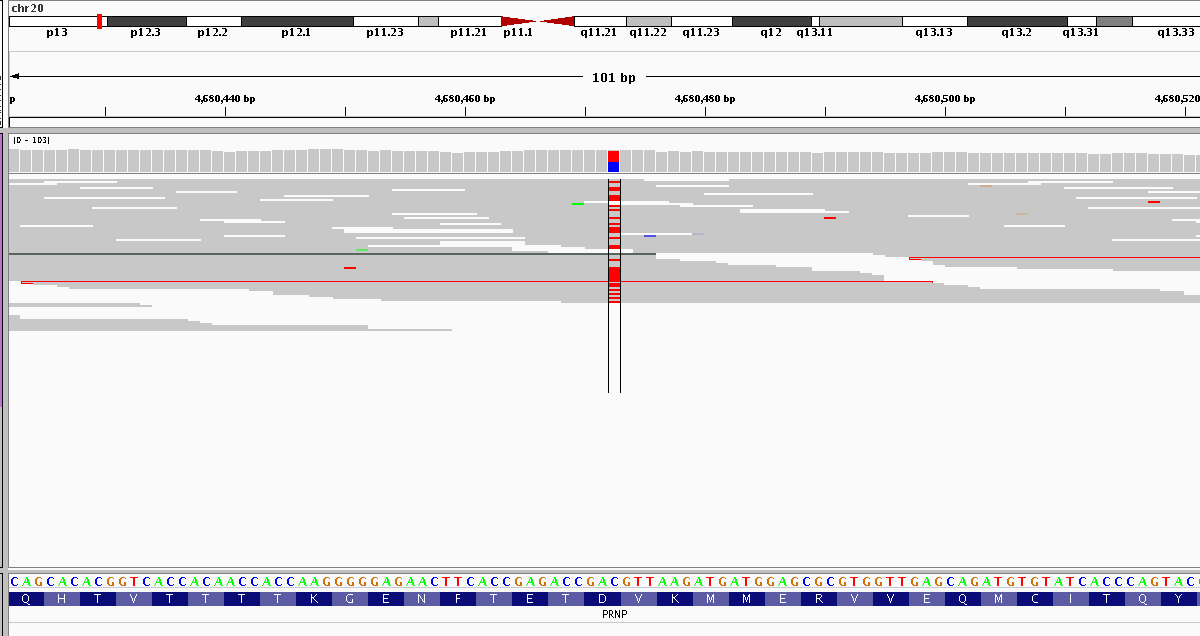 chr20
p13 p12.3 p12.2 p12.1 p11.23 p11.21 p11.1 q11.21 q11.22 q11.23 q12 q13.11 q13.13 q13.2 q13.31 q13.33
101 bp
p 4,680,440 bp 4,680,460 bp 4,680,480 bp 4,680,500 bp 4,680,520
[0 - 103]
CAGCACACGGTCACCACAACCACCAAGGGGGAGAACTTCACCGAGACCGACGTTAAGATGATGGAGCGCGTGGTTGAGCAGATGTGTATCACCCAGTAC
Q H T V T T T T K G E N F T E T D V K M M E R V V E Q M C I T Q Y
PRNP